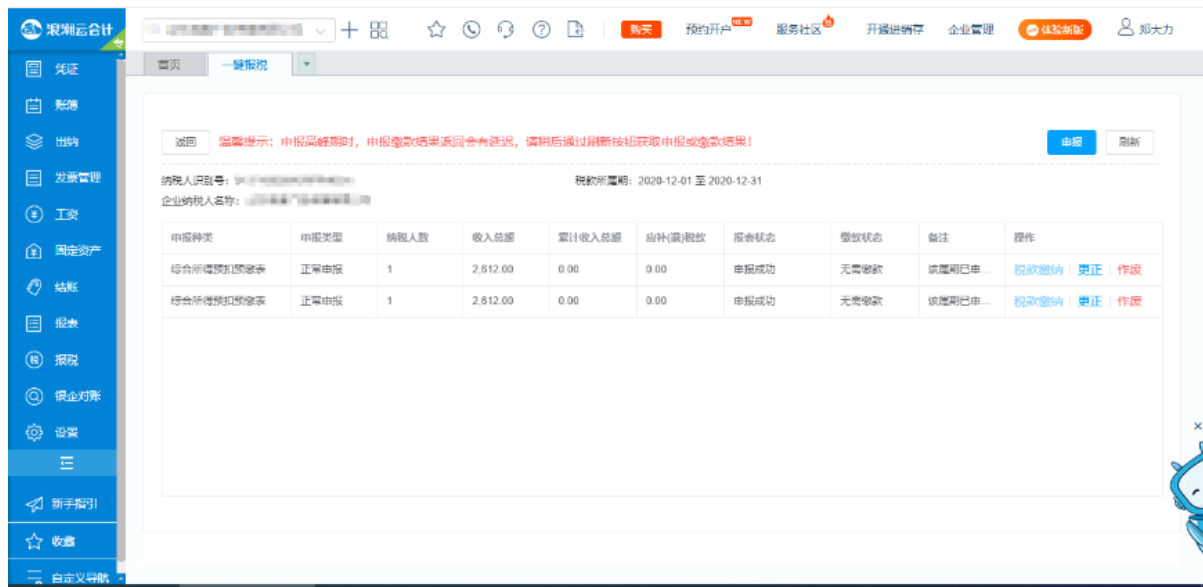 浪潮云会计
购买
预约开户 NEW
服务社区
开通进销存
企业管理
体验新版
郑大力
首页
一键报税
凭证
账簿
出纳
发票管理
工资
固定资产
结账
报表
税
报税
银企对账
设置
新手指引
收藏
自定义导航
返回
温馨提示：申报高峰期时，申报缴款结果返回会有延迟，请稍后通过刷新按钮获取申报或缴款结果！
申报
刷新
纳税人识别号：
税款所属期：2020-12-01 至 2020-12-31
企业纳税人名称：
申报种类 申报类型 纳税人数 收入总额 累计收入总额 应补(退)税款 报表状态 缴款状态 备注 操作
综合所得预扣预缴表 正常申报 1 2,612.00 0.00 0.00 申报成功 无需缴款 该属期已申... 税款缴纳 更正 作废
综合所得预扣预缴表 正常申报 1 2,612.00 0.00 0.00 申报成功 无需缴款 该属期已申... 税款缴纳 更正 作废